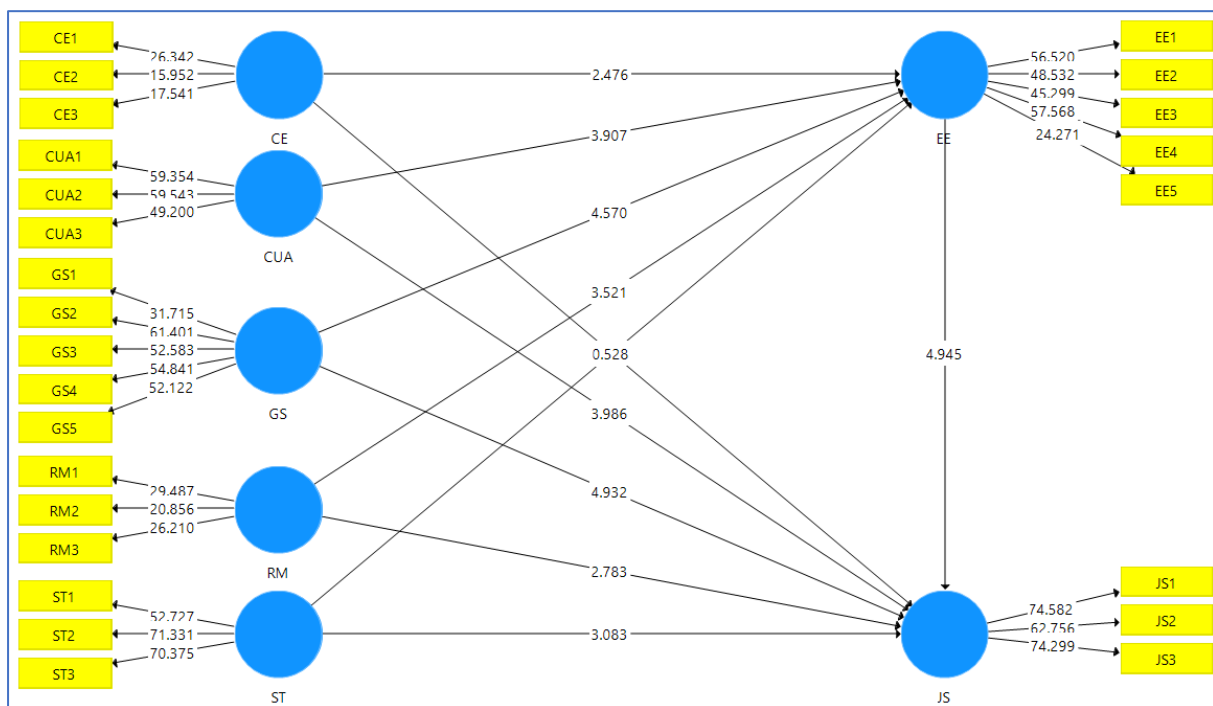 CE1
CE2
CE3
26.342
15.952
17.541
CE
CUA1
CUA2
CUA3
59.354
59.543
49.200
CUA
GS1
GS2
GS3
GS4
GS5
31.715
61.401
52.583
54.841
52.122
GS
RM1
RM2
RM3
29.487
20.856
26.210
RM
ST1
ST2
ST3
52.727
71.331
70.375
ST
2.476
3.907
4.570
3.521
0.528
3.986
4.932
2.783
3.083
4.945
EE
56.520
48.532
45.299
57.568
24.271
EE1
EE2
EE3
EE4
EE5
JS
74.582
62.756
74.299
JS1
JS2
JS3